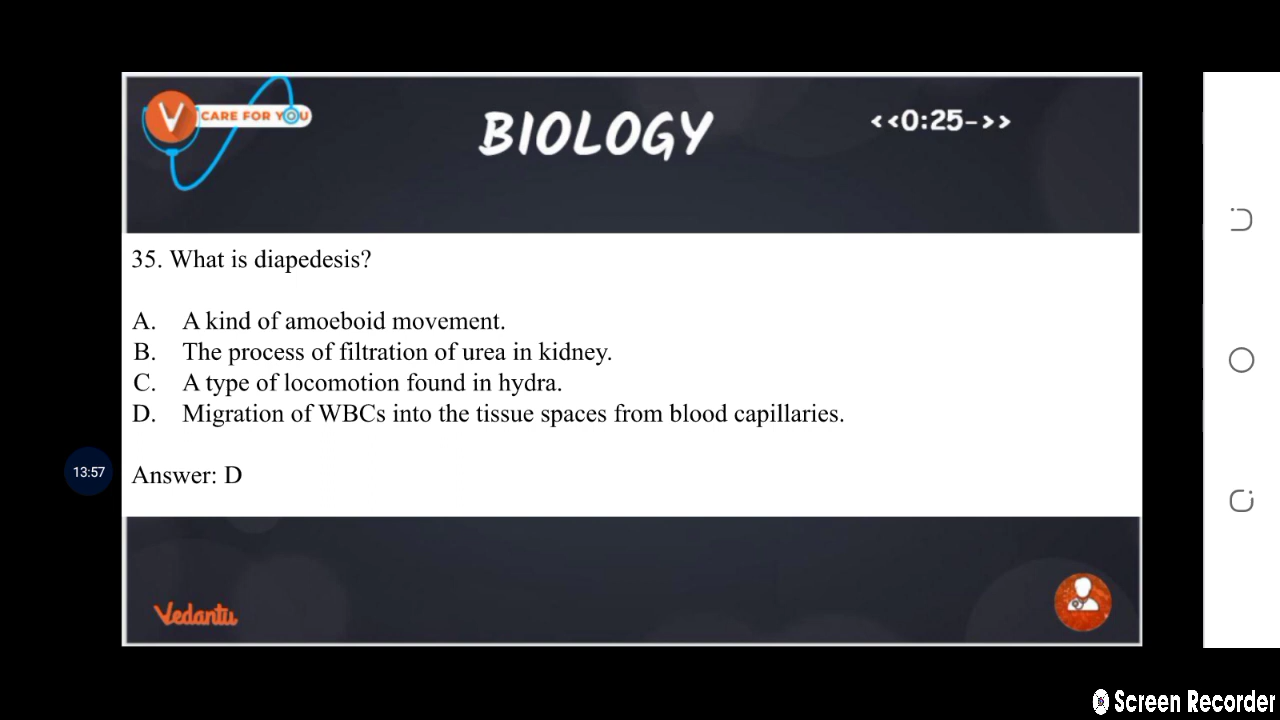 V CARE FOR YOU
BIOLOGY
<<0:25->>
35. What is diapedesis?
A. A kind of amoeboid movement.
B. The process of filtration of urea in kidney.
C. A type of locomotion found in hydra.
D. Migration of WBCs into the tissue spaces from blood capillaries.
13:57
Answer: D
Vedantu
Screen Recorder